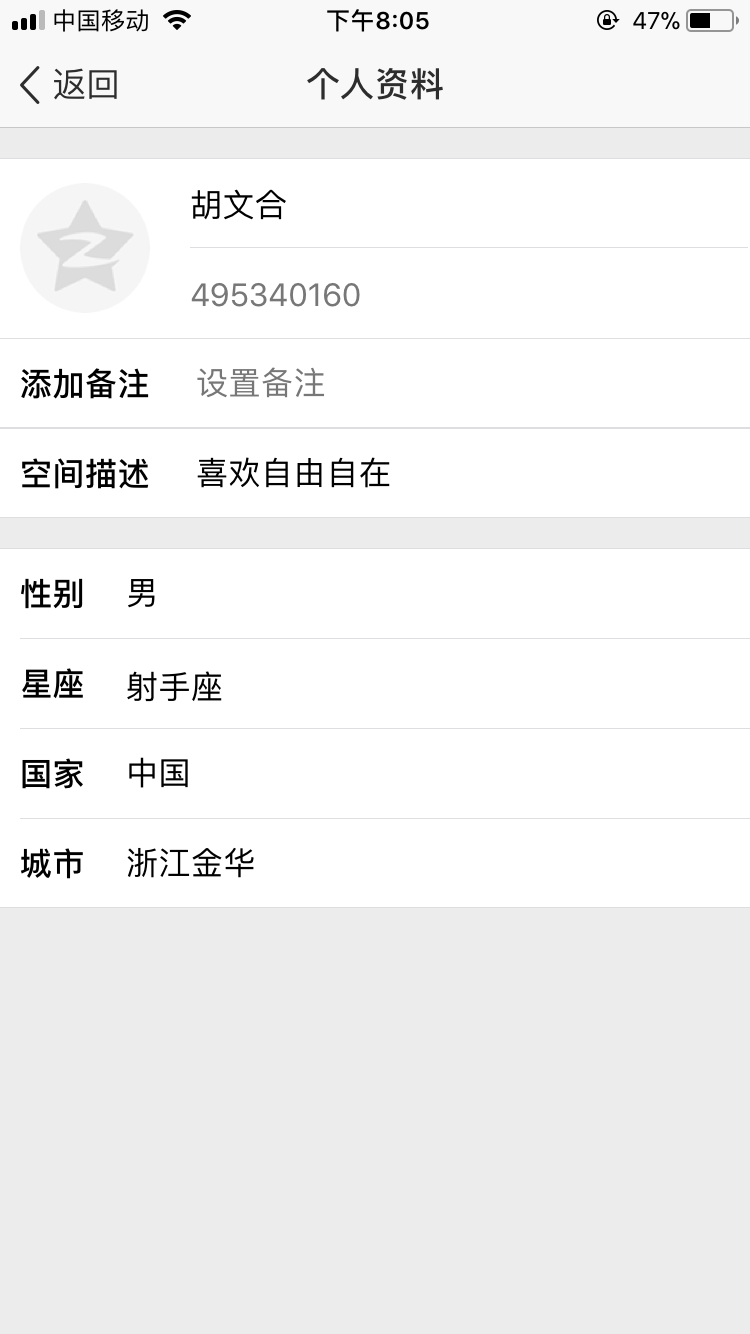 中国移动 下午8:05 47%
返回 个人资料
胡文合
495340160
添加备注 设置备注
空间描述 喜欢自由自在
性别 男
星座 射手座
国家 中国
城市 浙江金华